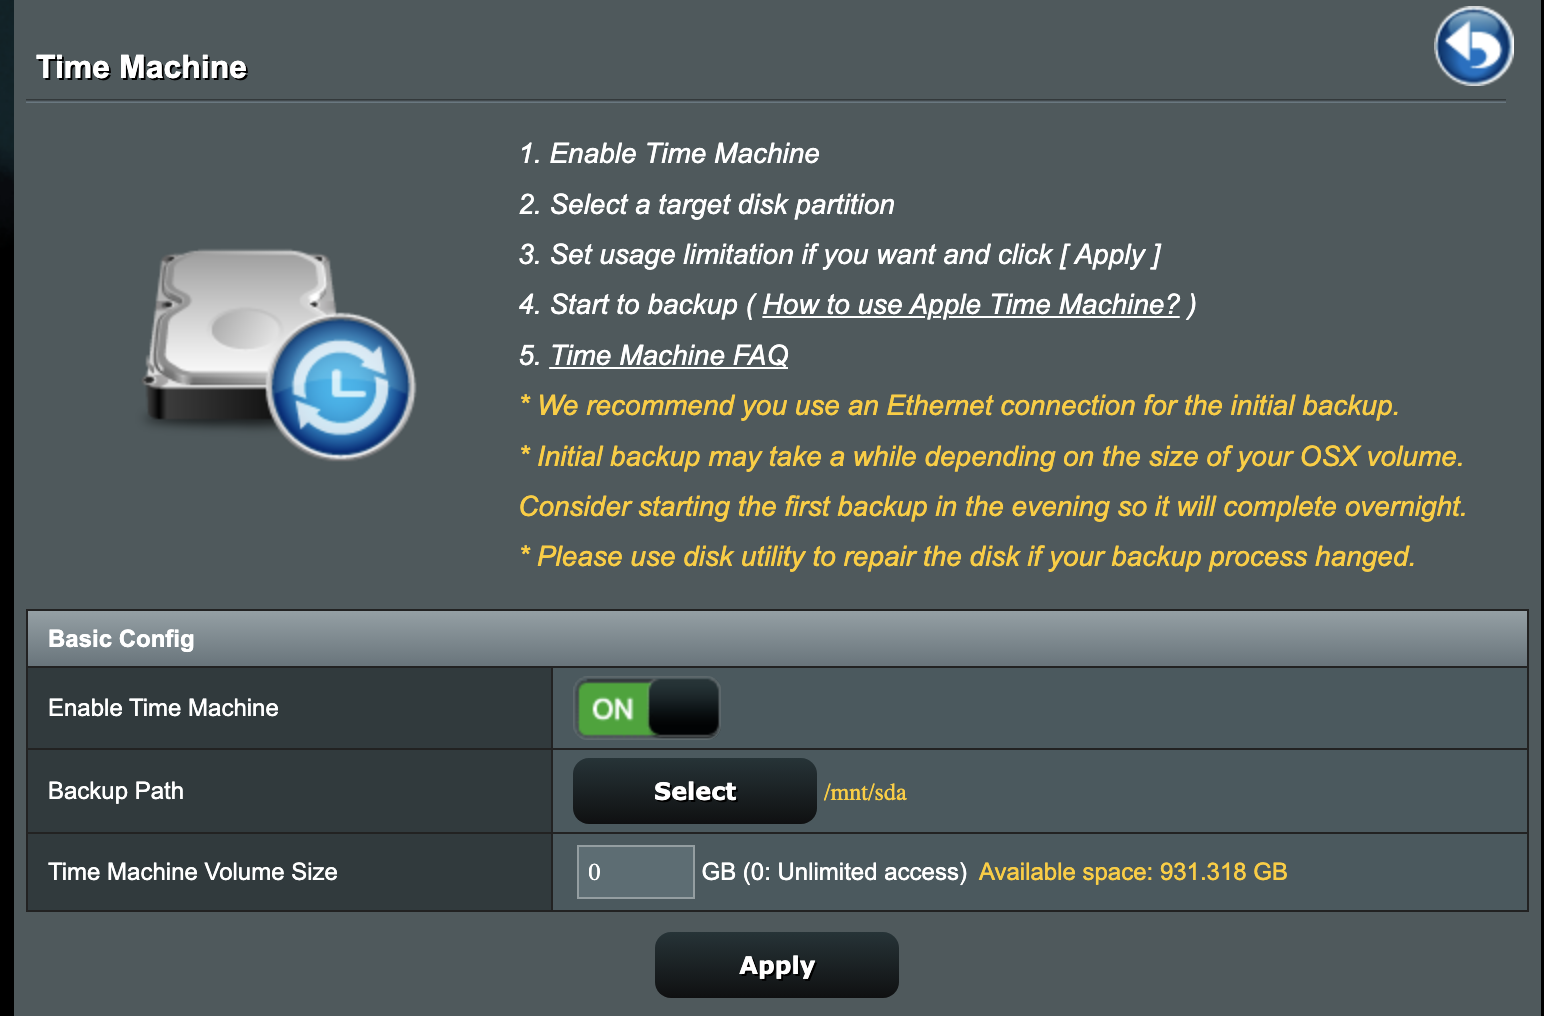 Time Machine
1. Enable Time Machine
2. Select a target disk partition
3. Set usage limitation if you want and click [ Apply ]
4. Start to backup ( How to use Apple Time Machine? )
5. Time Machine FAQ
* We recommend you use an Ethernet connection for the initial backup.
* Initial backup may take a while depending on the size of your OSX volume.
Consider starting the first backup in the evening so it will complete overnight.
* Please use disk utility to repair the disk if your backup process hanged.
Basic Config
Enable Time Machine ON
Backup Path Select /mnt/sda
Time Machine Volume Size 0 GB (0: Unlimited access) Available space: 931.318 GB
Apply